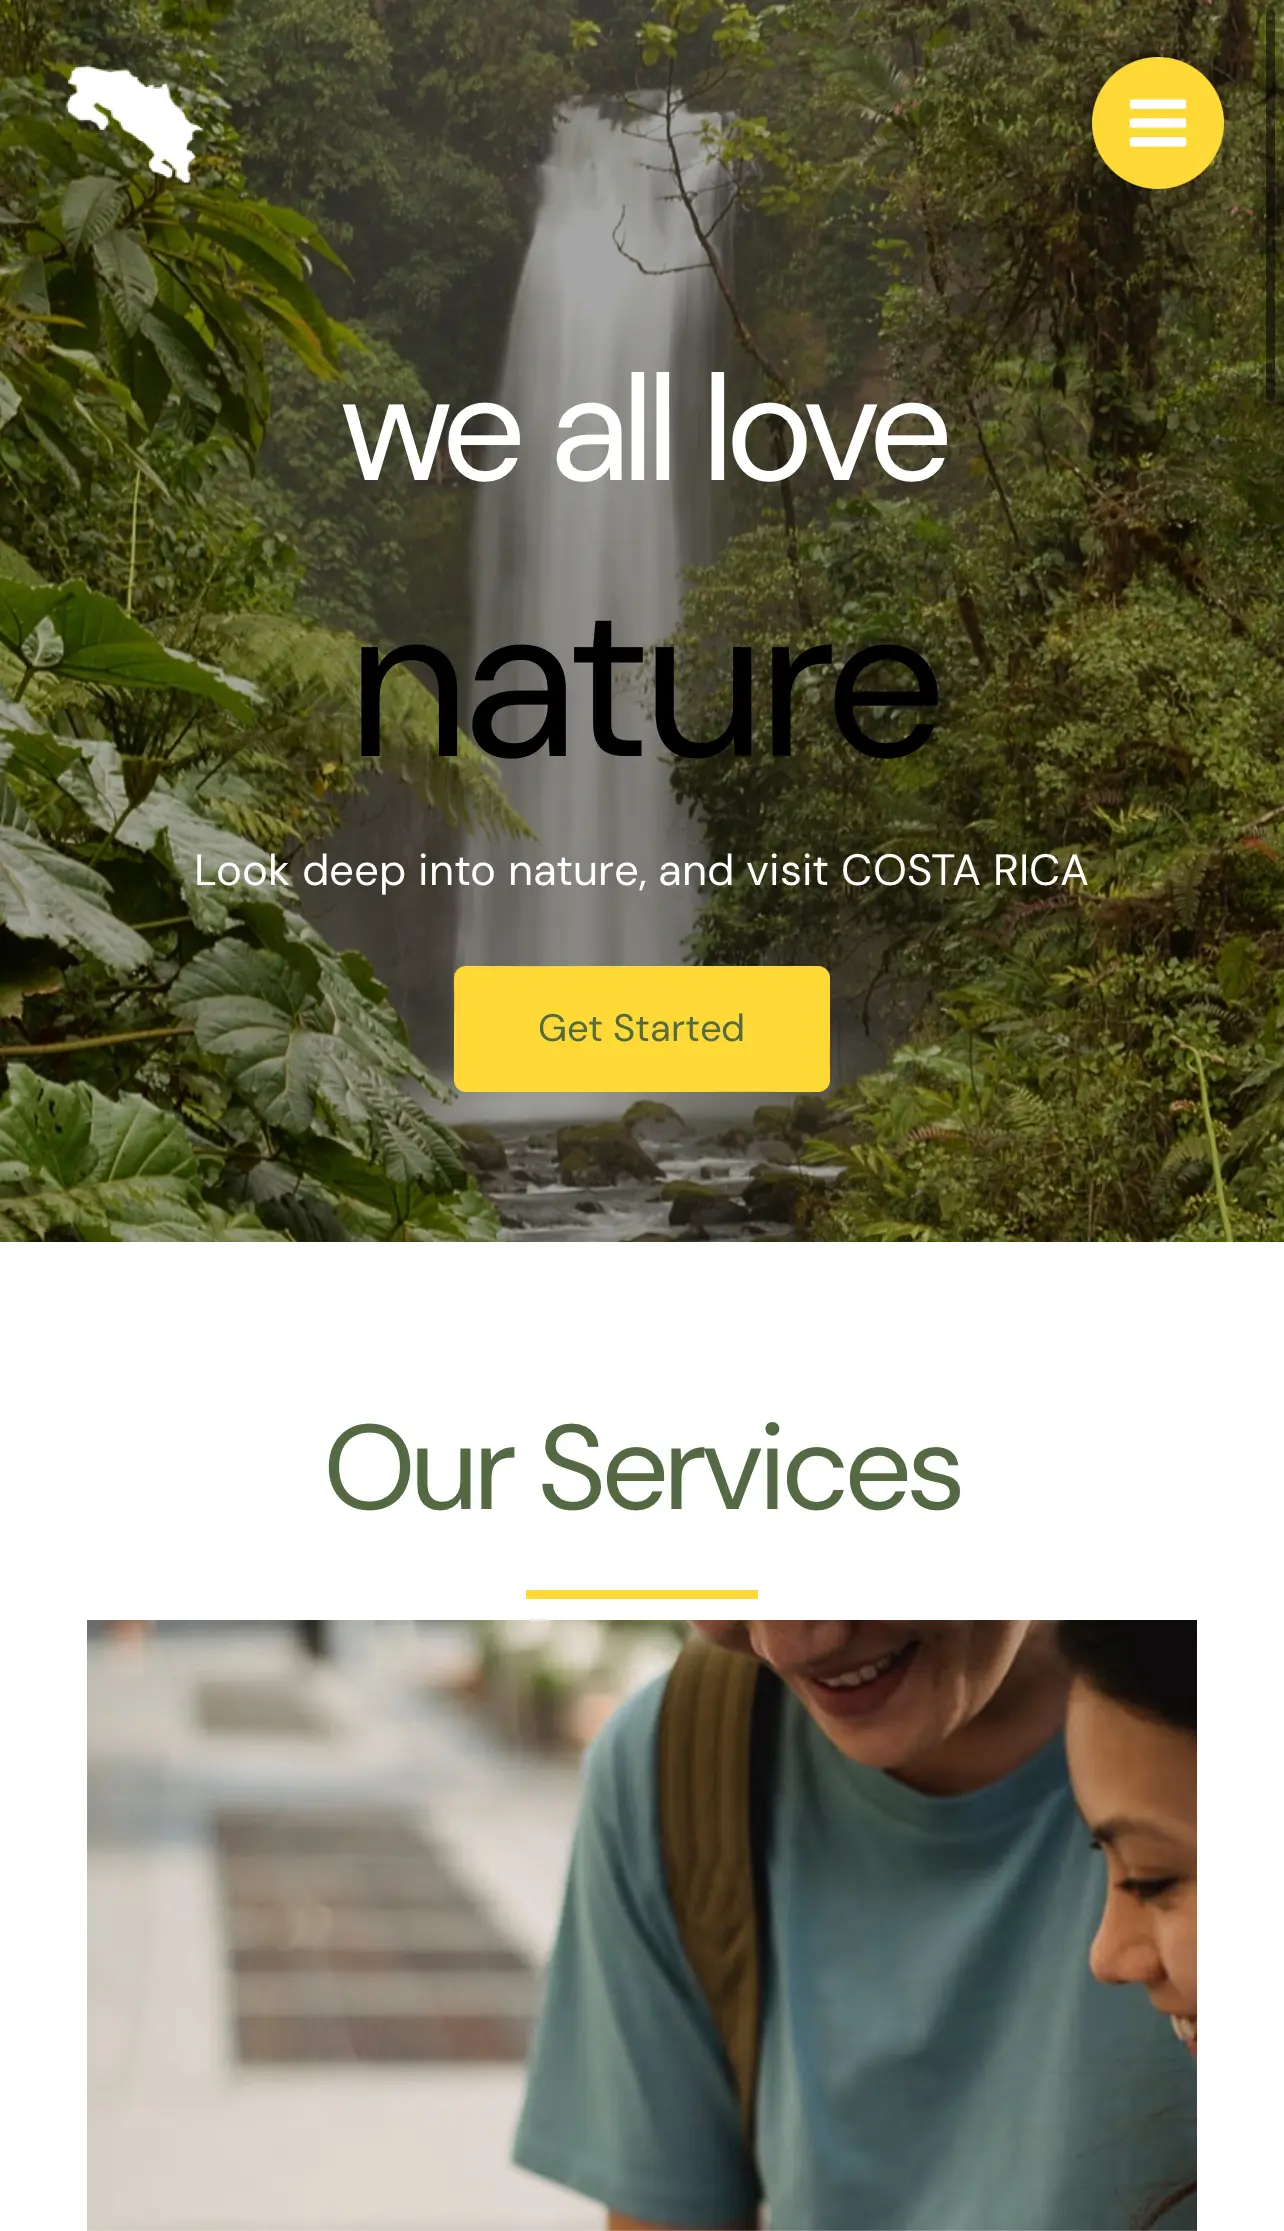 we all love
nature
Look deep into nature, and visit COSTA RICA
Get Started
Our Services